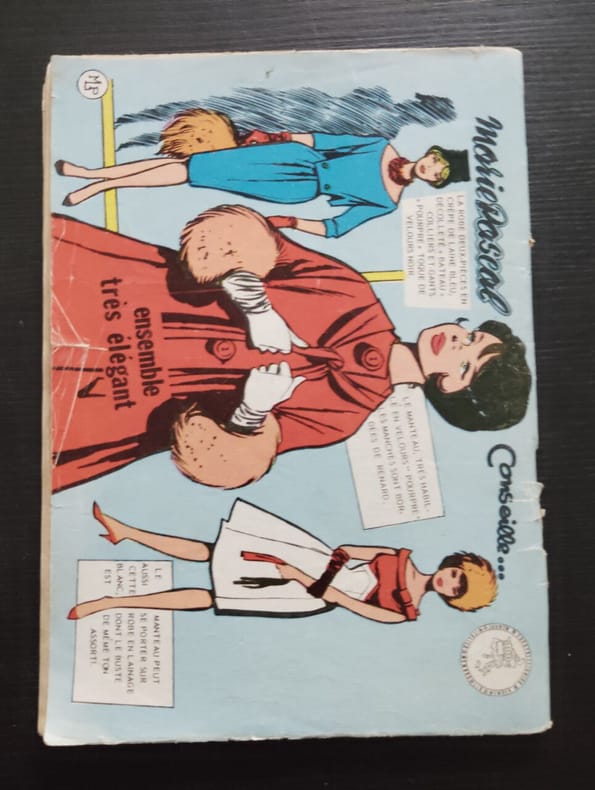 Marie Pascal
Conseille...
MP
LA ROBE DEUX-PIÈCES EN
CRÊPE DE LAINE BLEU,
DÉCOLLETÉ « BATEAU »
COLLIERS ET GANTS
« POURPRE », TOQUE DE
VELOURS NOIR.
ensemble
très élégant
LE MANTEAU, TRÈS HABIL-
LÉ EN VELOURS « POURPRE »
LES MANCHES SONT BOR-
DÉES DE RENARD.
LE MANTEAU PEUT
AUSSI SE PORTER SUR
CETTE ROBE EN LAINAGE
BLANC, DONT LE BUSTE
EST DE MÊME TON
ASSORTI